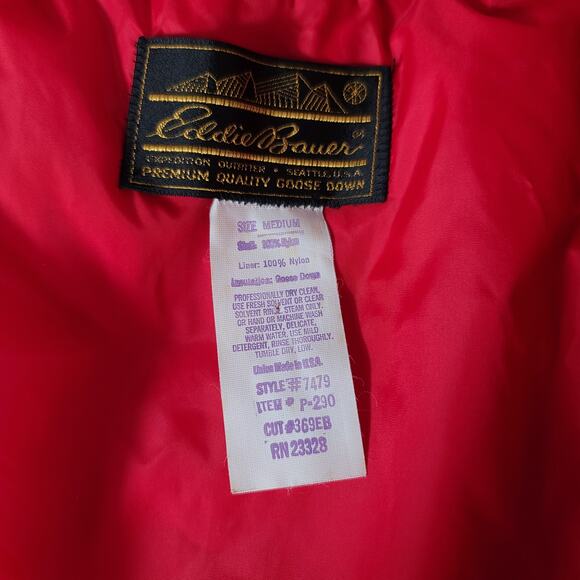 Eddie Bauer
EXPEDITION OUTFITTER • SEATTLE, U.S.A.
PREMIUM QUALITY GOOSE DOWN
SIZE MEDIUM
Shell: 100% Nylon
Liner: 100% Nylon
Insulation: Goose Down
PROFESSIONALLY DRY CLEAN,
USE FRESH SOLVENT OR CLEAR
SOLVENT RINSE. STEAM ONLY.
OR HAND OR MACHINE WASH
SEPARATELY, DELICATE,
WARM WATER. USE MILD
DETERGENT, RINSE THOROUGHLY.
TUMBLE DRY, LOW.
Union Made in U.S.A.
STYLE # 7479
ITEM # P-290
CUT # 369EB
RN 23328